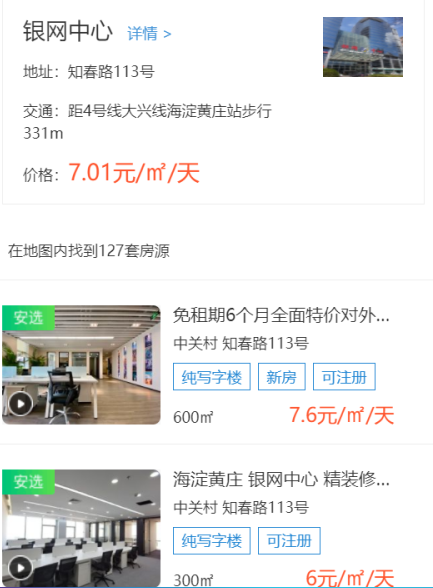 银网中心 详情 >
地址：知春路113号
交通：距4号线大兴线海淀黄庄站步行
331m
价格：7.01元/㎡/天
在地图内找到127套房源
安选
免租期6个月全面特价对外...
中关村 知春路113号
纯写字楼 新房 可注册
600㎡ 7.6元/㎡/天
安选
海淀黄庄 银网中心 精装修...
中关村 知春路113号
纯写字楼 可注册
300㎡ 6元/㎡/天